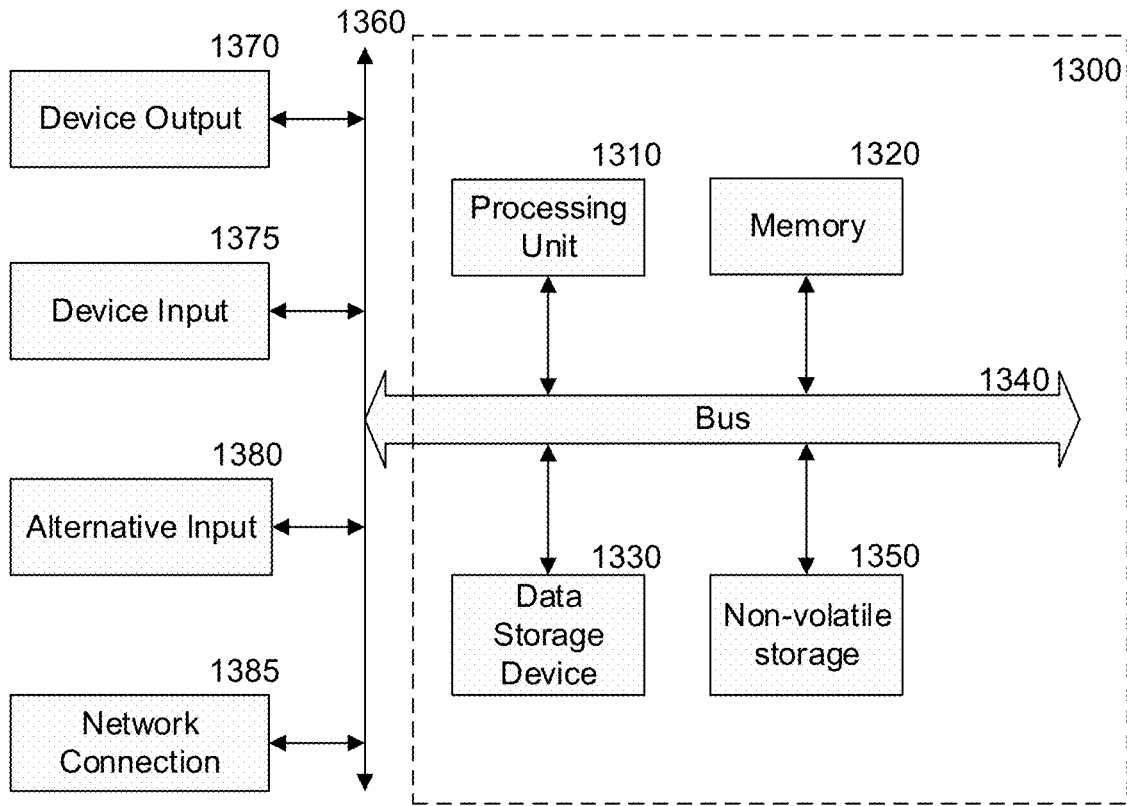 1360
1370
1300
Device Output
1310
1320
Processing
Unit
Memory
1375
Device Input
1340
Bus
1380
Alternative Input
1330
1350
Data
Storage
Device
Non-volatile
storage
1385
Network
Connection